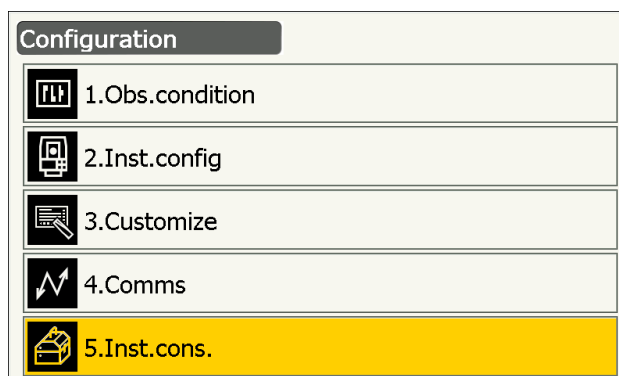 Configuration
1.Obs.condition
2.Inst.config
3.Customize
4.Comms
5.Inst.cons.